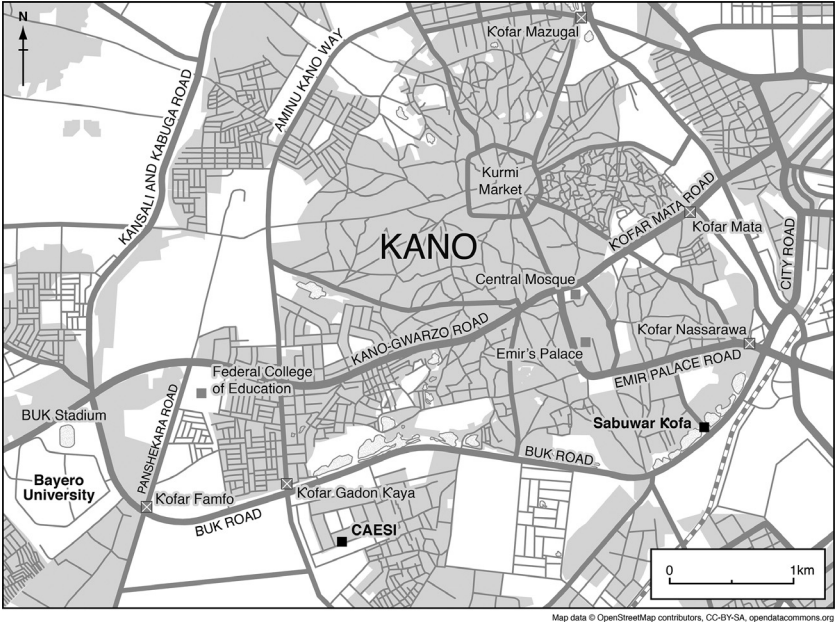 N
Kofar Mazugal
KANSALI AND KABUGA ROAD
AMINU KANO WAY
Kurmi
Market
KOFAR MATA ROAD
Kofar Mata
CITY ROAD
KANO
Central Mosque
KANO-GWARZO ROAD
Kofar Nassarawa
Emir's Palace
EMIR PALACE ROAD
Federal College
of Education
PANSHEKARA ROAD
BUK Stadium
Sabuwar Kofa
BUK ROAD
Bayero
University
Kofar Famfo
Kofar Gadon Kaya
BUK ROAD
CAESI
0 1km
Map data © OpenStreetMap contributors, CC-BY-SA, opendatacommons.org